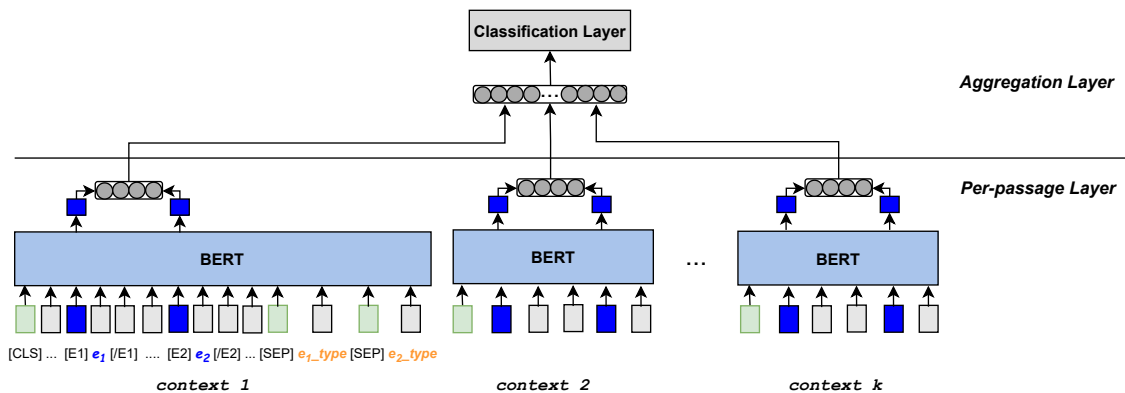 Classification Layer
...
Aggregation Layer
Per-passage Layer
BERT
BERT
...
BERT
[CLS] ... [E1] e1 [/E1] .... [E2] e2 [/E2] ... [SEP] e1_type [SEP] e2_type
context 1
context 2
context k